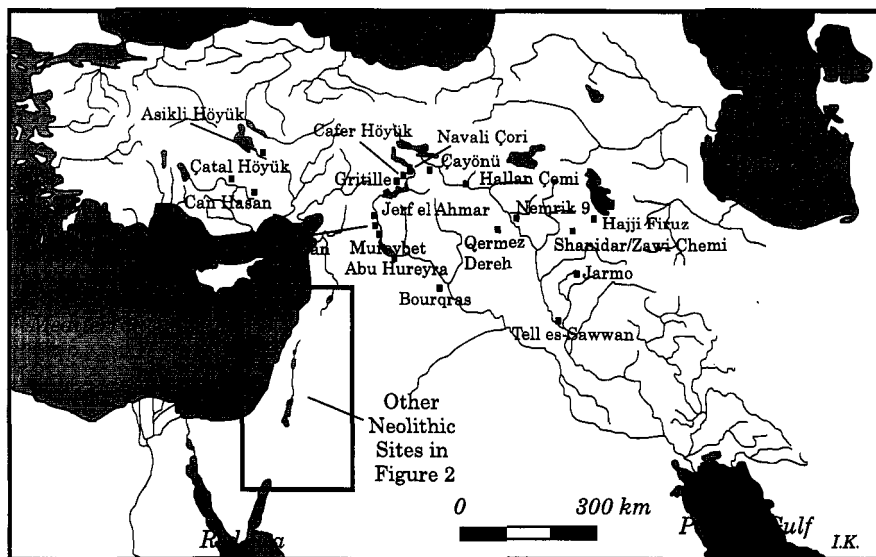 Asikli Höyük
Cafer Höyük
Navali Çori
Çatal Höyük
Gritille
Çayönü
Hallan Çemi
Can Hasan
Jerf el Ahmar
Nemrik 9
Hajji Firuz
Mureybet
Qermez
Dereh
Shanidar/Zawi Chemi
Abu Hureyra
Jarmo
Bourqras
Tell es-Sawwan
Other
Neolithic
Sites in
Figure 2
0 300 km
Gulf
I.K.